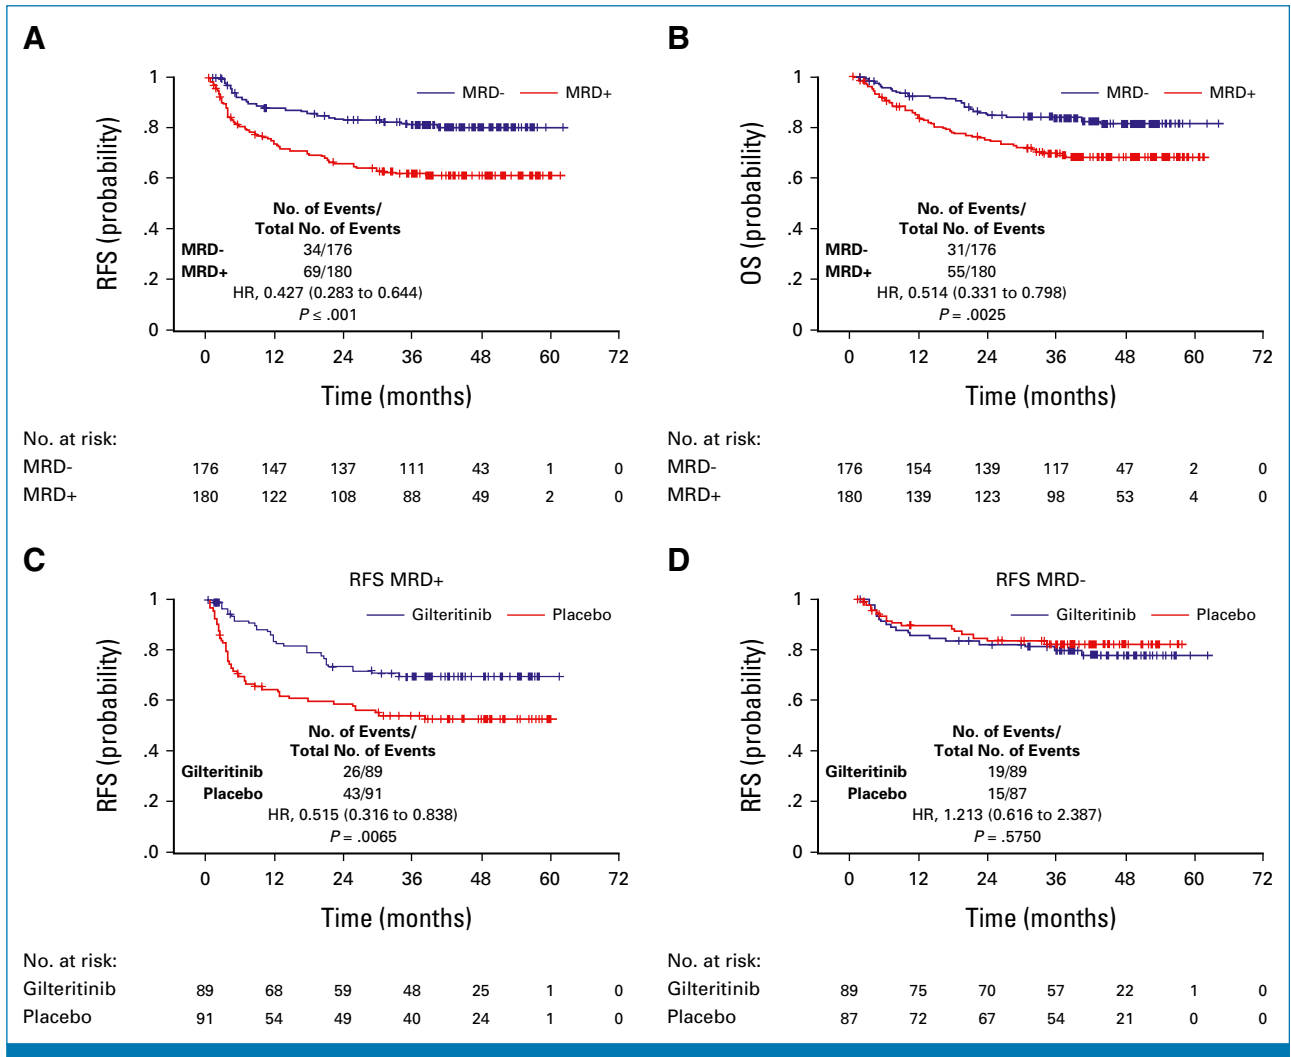 A
1
.8
.6
.4
.2
0
RFS (probability)
MRD- MRD+
No. of Events/
Total No. of Events
MRD- 34/176
MRD+ 69/180
HR, 0.427 (0.283 to 0.644)
P ≤ .001
0 12 24 36 48 60 72
Time (months)
No. at risk:
MRD- 176 147 137 111 43 1 0
MRD+ 180 122 108 88 49 2 0
B
1
.8
.6
.4
.2
0
OS (probability)
MRD- MRD+
No. of Events/
Total No. of Events
MRD- 31/176
MRD+ 55/180
HR, 0.514 (0.331 to 0.798)
P = .0025
0 12 24 36 48 60 72
Time (months)
No. at risk:
MRD- 176 154 139 117 47 2 0
MRD+ 180 139 123 98 53 4 0
C
RFS MRD+
1
.8
.6
.4
.2
.0
RFS (probability)
Gilteritinib Placebo
No. of Events/
Total No. of Events
Gilteritinib 26/89
Placebo 43/91
HR, 0.515 (0.316 to 0.838)
P = .0065
0 12 24 36 48 60 72
Time (months)
No. at risk:
Gilteritinib 89 68 59 48 25 1 0
Placebo 91 54 49 40 24 1 0
D
RFS MRD-
1
.8
.6
.4
.2
0
RFS (probability)
Gilteritinib Placebo
No. of Events/
Total No. of Events
Gilteritinib 19/89
Placebo 15/87
HR, 1.213 (0.616 to 2.387)
P = .5750
0 12 24 36 48 60 72
Time (months)
No. at risk:
Gilteritinib 89 75 70 57 22 1 0
Placebo 87 72 67 54 21 0 0